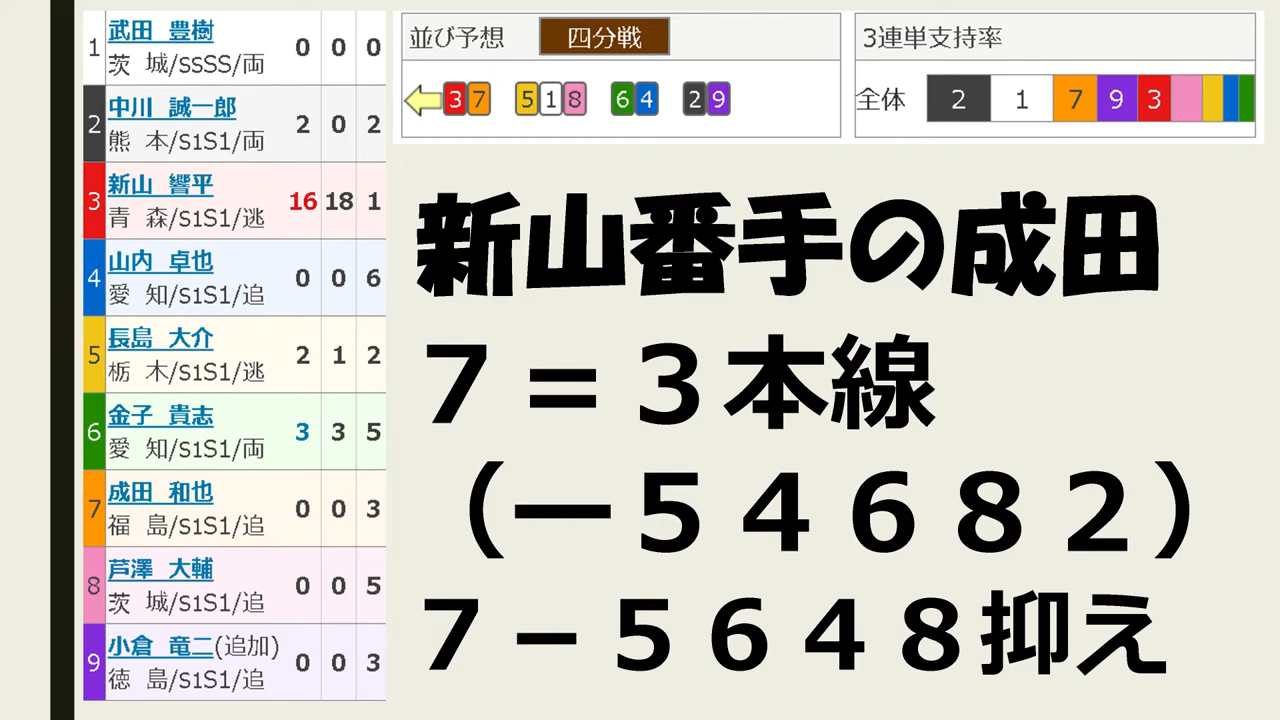 1 武田 豊樹 0 0 0
茨 城/SSSS/両
2 中川 誠一郎 2 0 2
熊 本/S1S1/両
3 新山 響平 16 18 1
青 森/S1S1/逃
4 山内 卓也 0 0 6
愛 知/S1S1/追
5 長島 大介 2 1 2
栃 木/S1S1/逃
6 金子 貴志 3 3 5
愛 知/S1S1/両
7 成田 和也 0 0 3
福 島/S1S1/追
8 芦澤 大輔 0 0 5
茨 城/S1S1/追
9 小倉 竜二(追加) 0 0 3
徳 島/S1S1/追
並び予想 四分戦
3 7 5 1 8 6 4 2 9
3連単支持率
全体 2 1 7 9 3
新山番手の成田
7=3本線
(―54682)
7-5648抑え